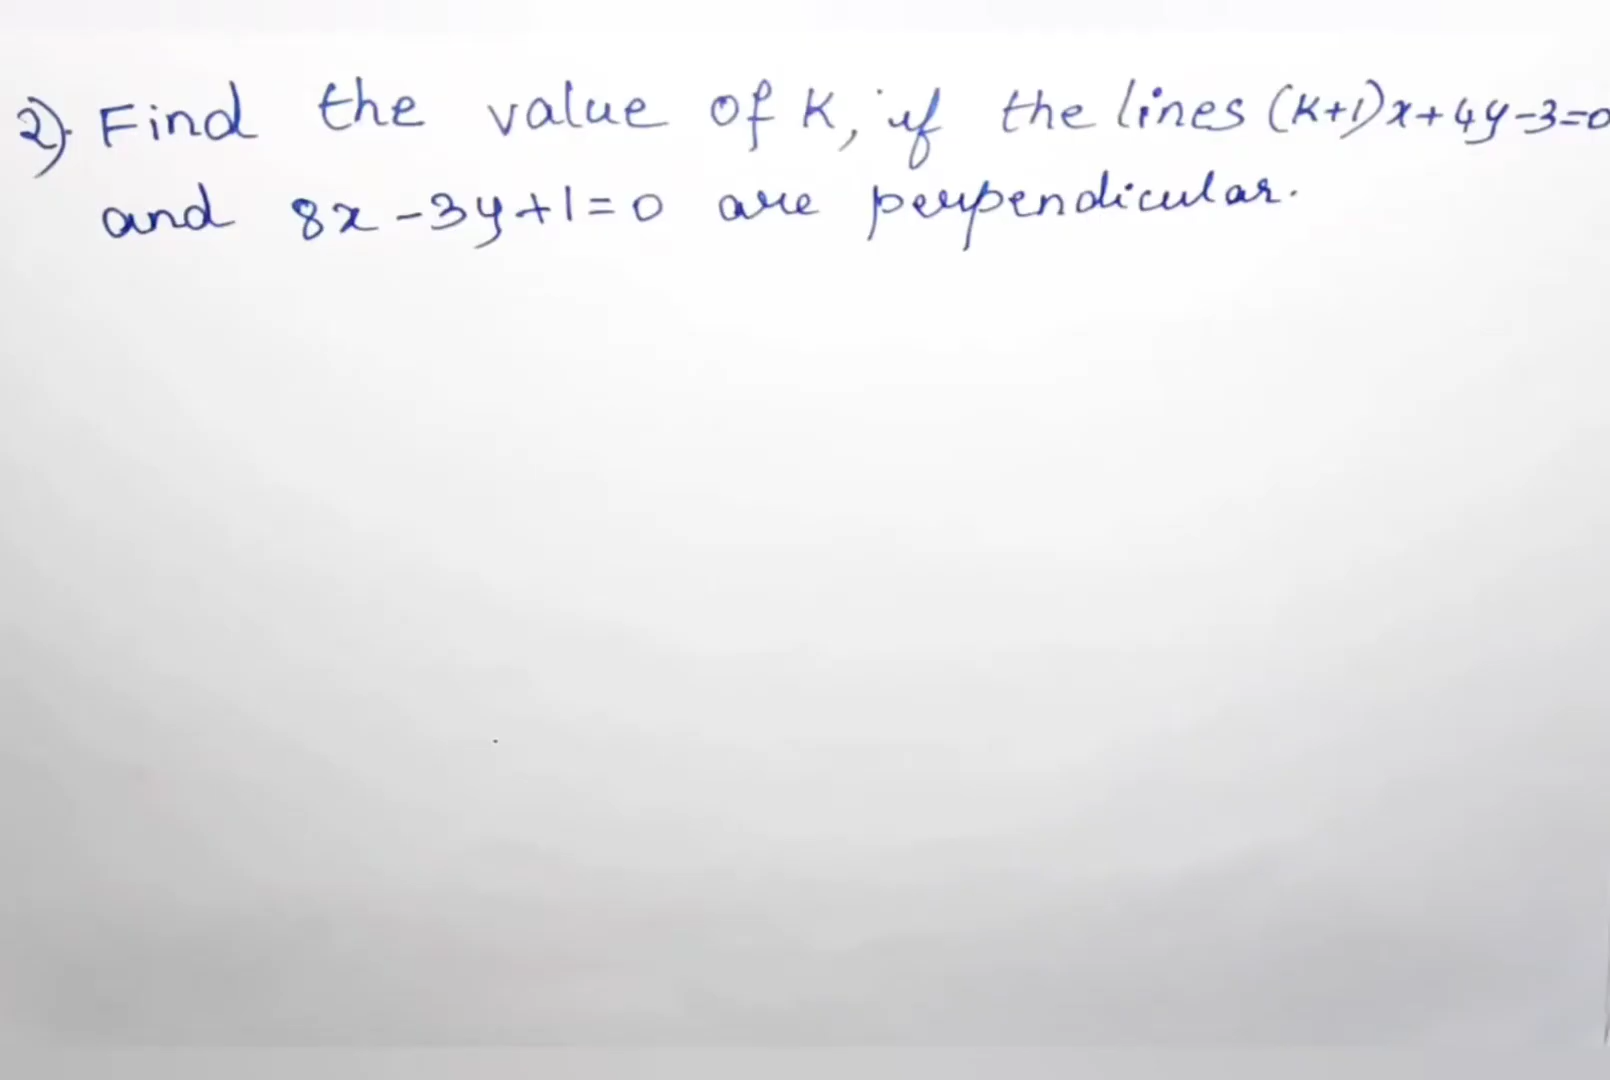 2) Find the value of K, if the lines (K+1)x+4y-3=0
and 8x-3y+1=0 are perpendicular.